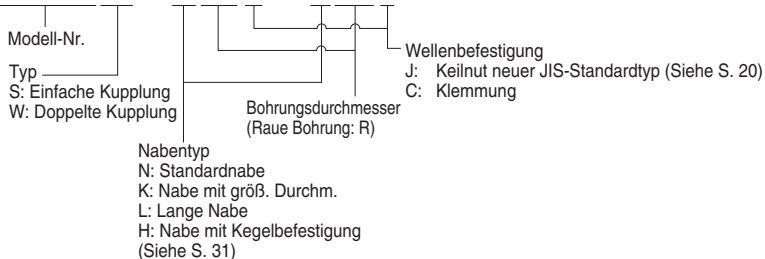 Modell-Nr.
Typ
S: Einfache Kupplung
W: Doppelte Kupplung
Nabentyp
N: Standardnabe
K: Nabe mit größ. Durchm.
L: Lange Nabe
H: Nabe mit Kegelbefestigung
(Siehe S. 31)
Bohrungsdurchmesser
(Raue Bohrung: R)
Wellenbefestigung
J: Keilnut neuer JIS-Standardtyp (Siehe S. 20)
C: Klemmung